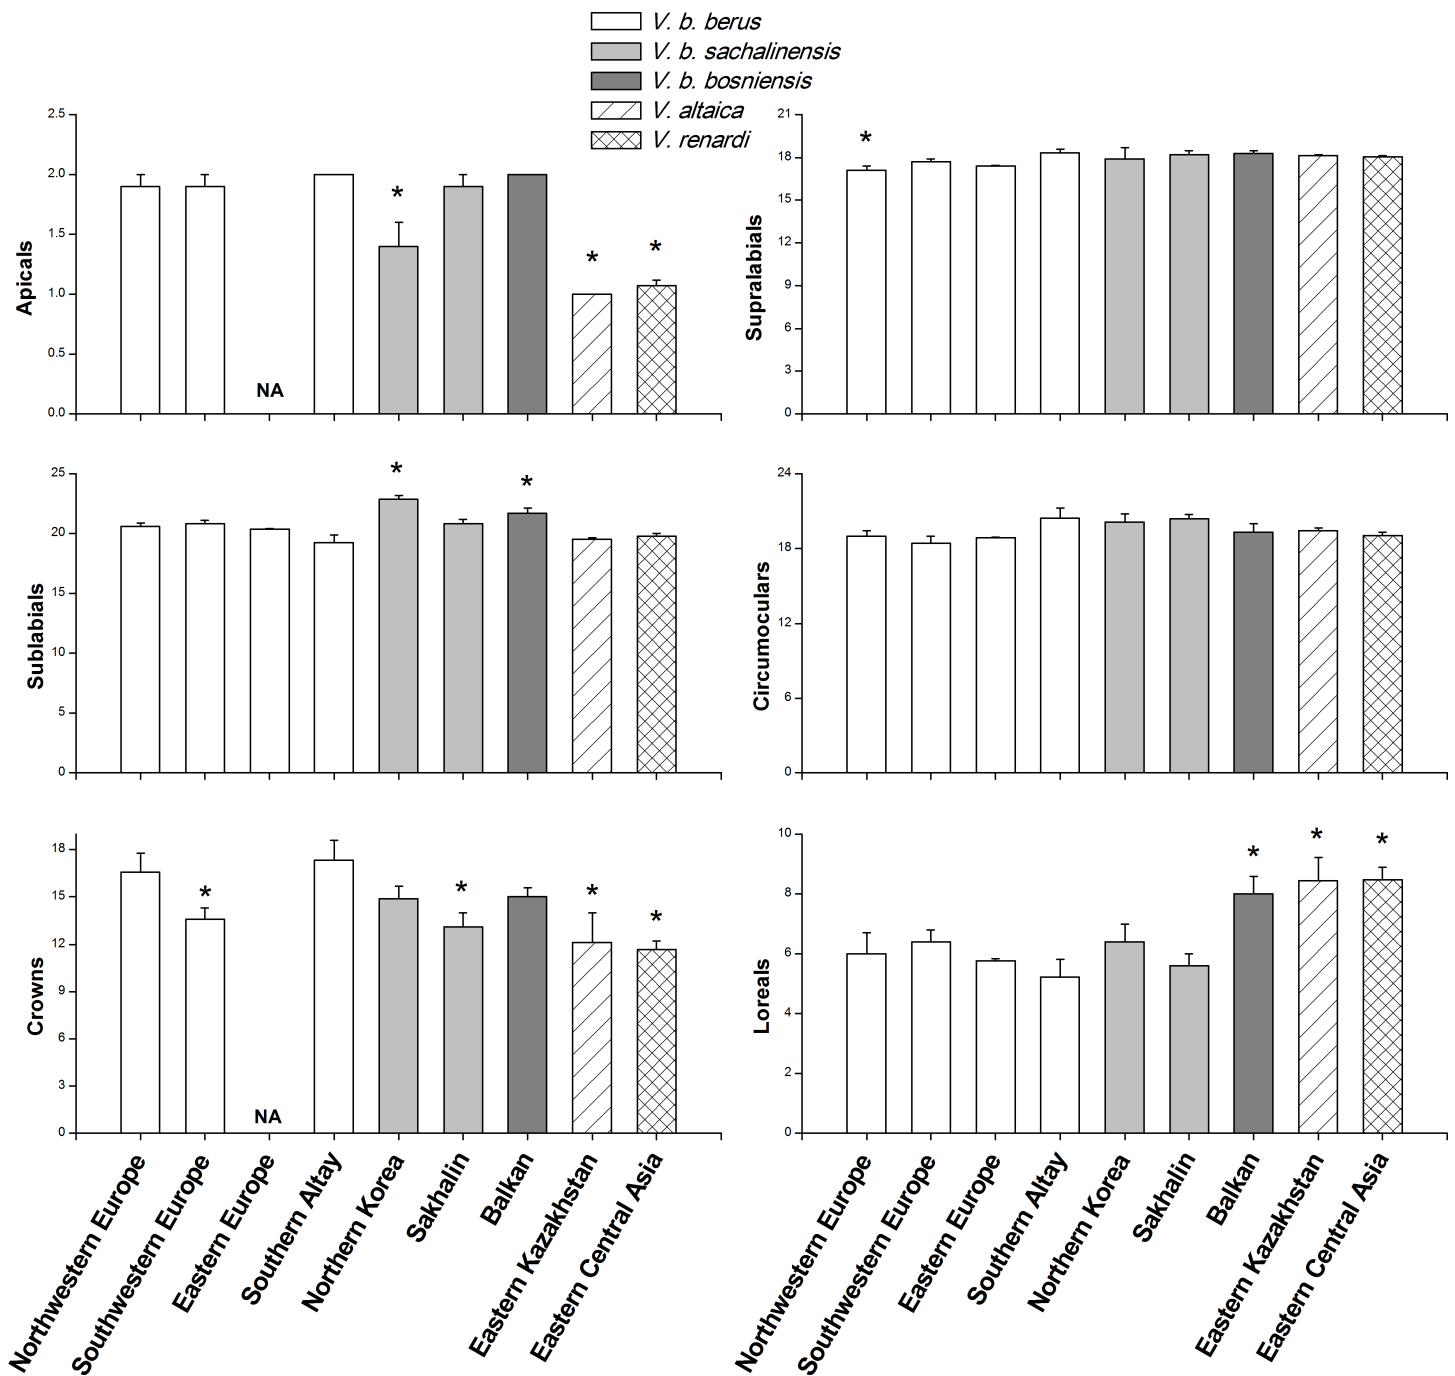 V. b. berus
V. b. sachalinensis
V. b. bosniensis
V. altaica
V. renardi
Apicals
2.5
2.0
1.5
1.0
0.5
0.0
*
*
*
NA
Supralabials
21
18
15
12
9
6
3
0
*
Sublabials
25
20
15
10
5
0
*
*
Circumoculars
24
18
12
6
0
Crowns
18
15
12
9
6
3
0
*
*
*
*
NA
Loreals
10
8
6
4
2
0
*
*
*
Northwestern Europe
Southwestern Europe
Eastern Europe
Southern Altay
Northern Korea
Sakhalin
Balkan
Eastern Kazakhstan
Eastern Central Asia
Northwestern Europe
Southwestern Europe
Eastern Europe
Southern Altay
Northern Korea
Sakhalin
Balkan
Eastern Kazakhstan
Eastern Central Asia